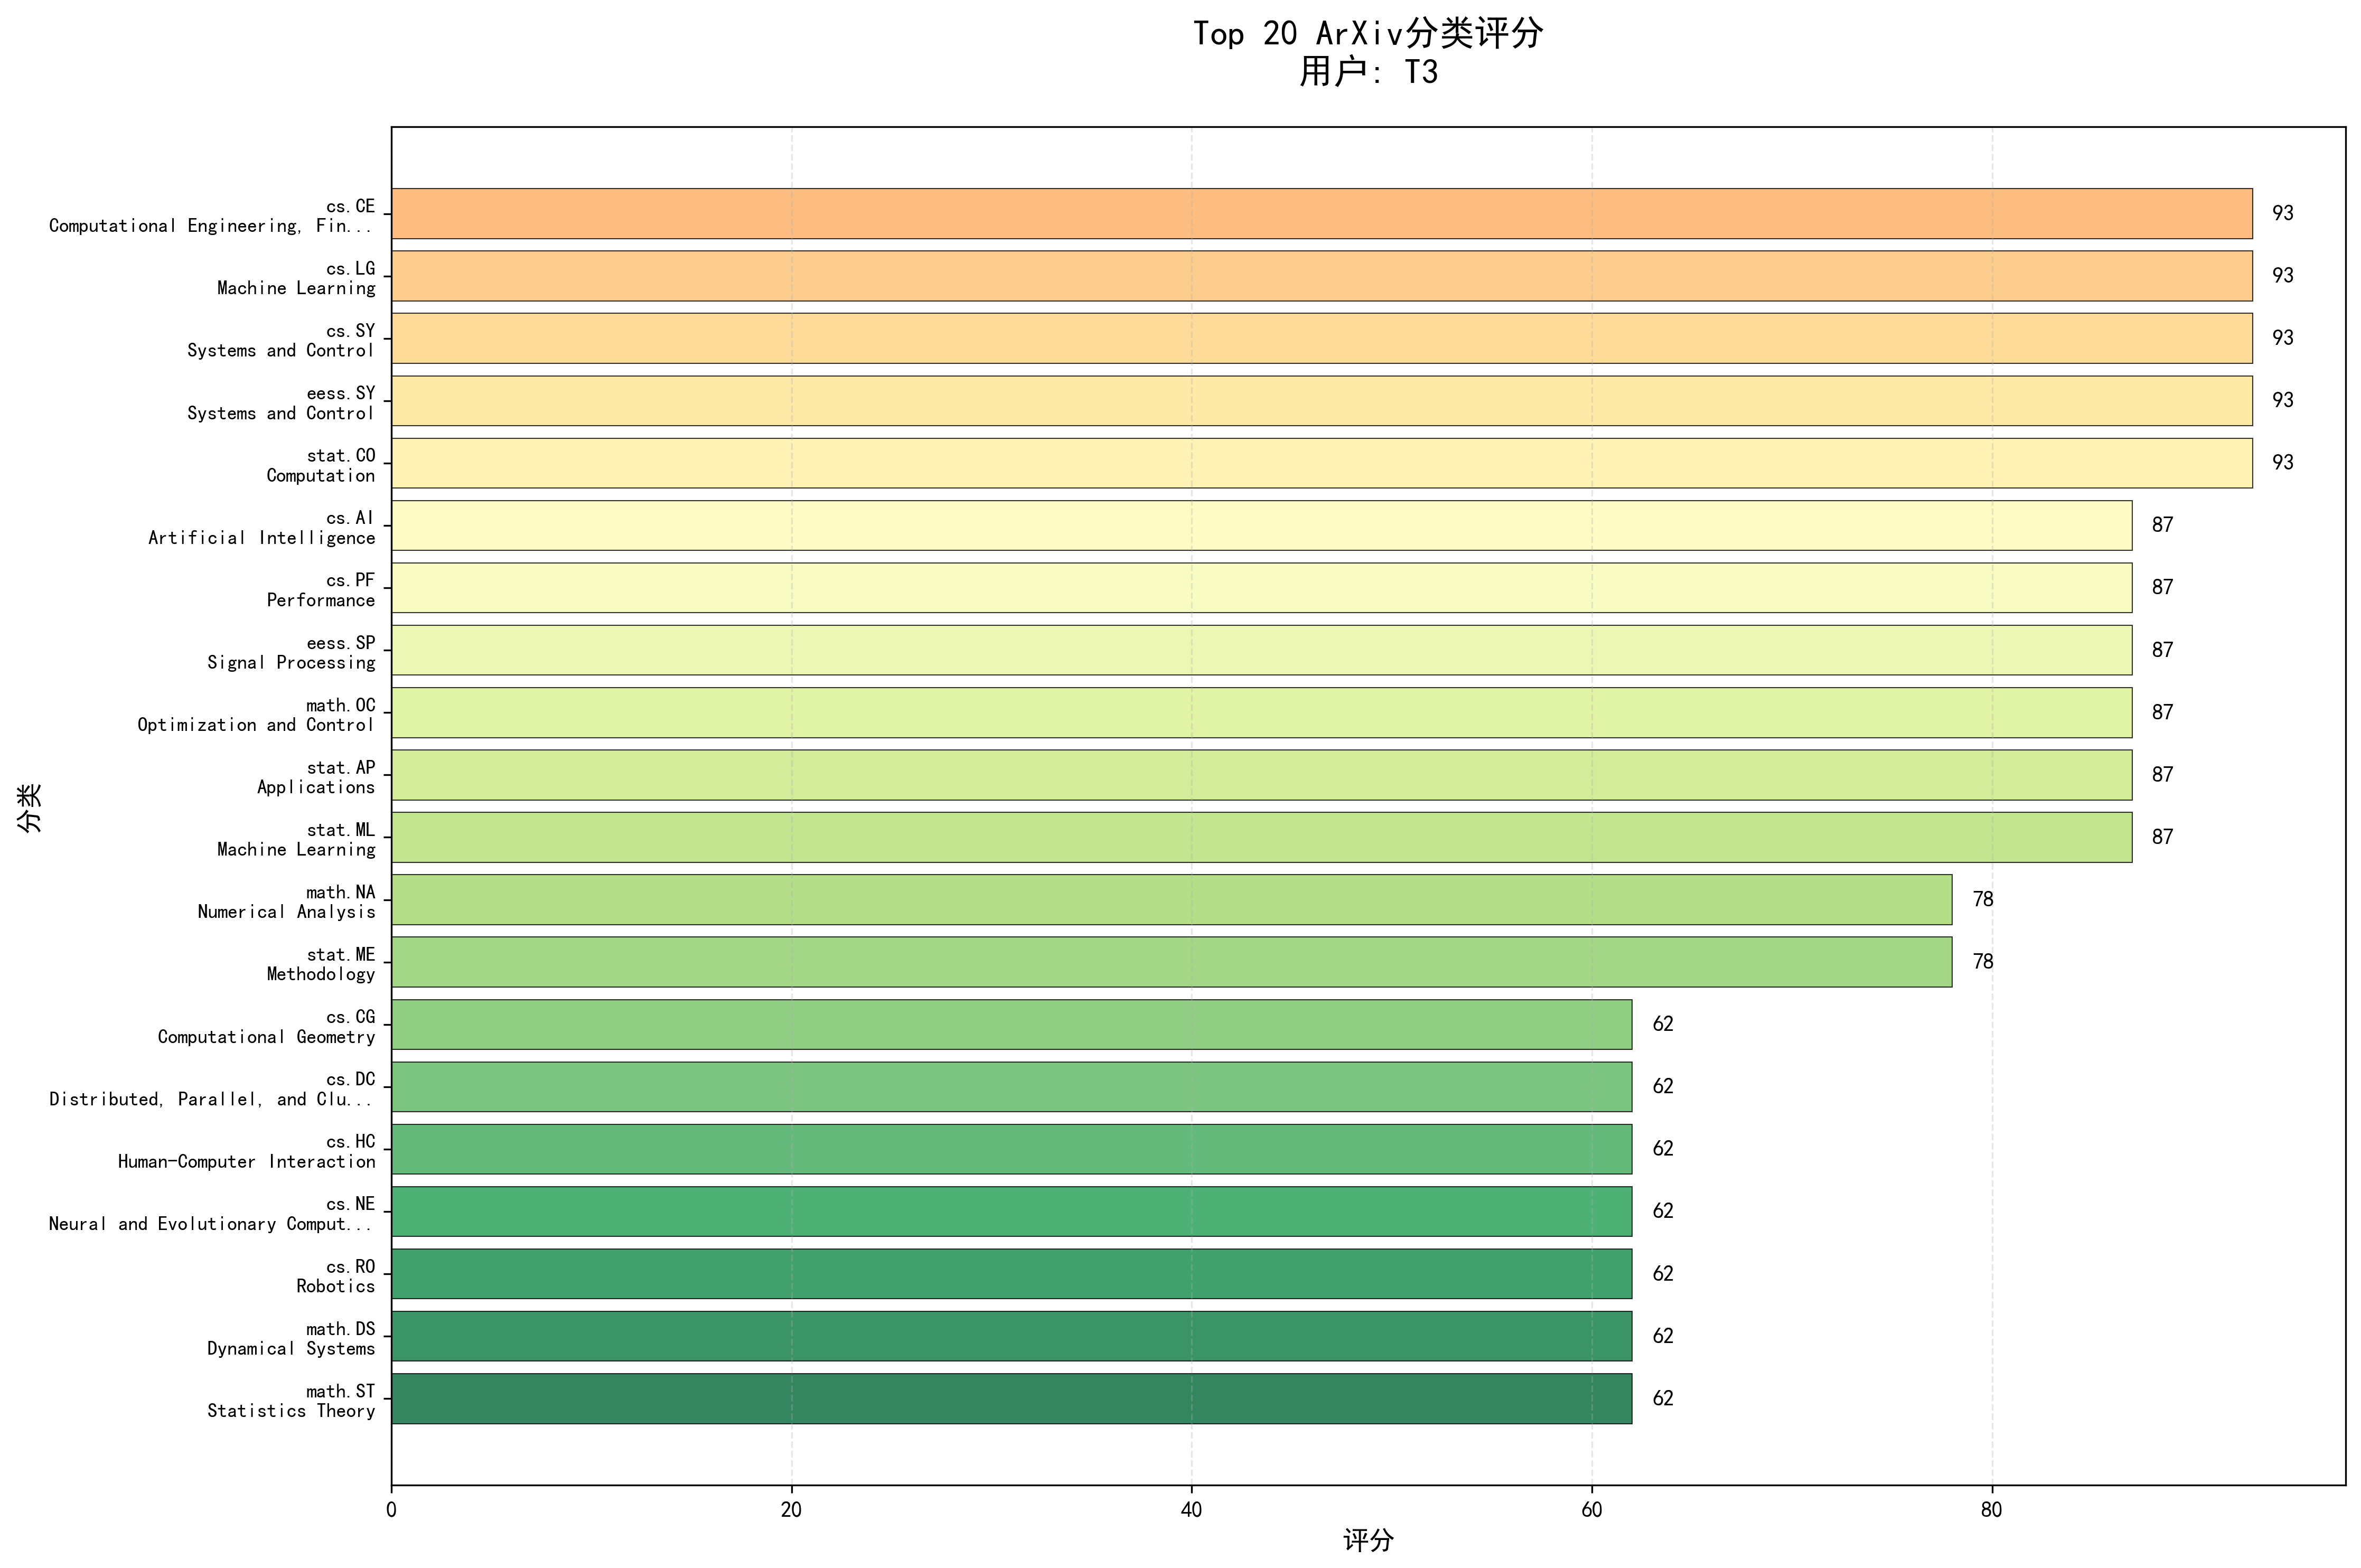 Top 20 ArXiv分类评分
用户: T3
cs.CE
Computational Engineering, Fin...
93
cs.LG
Machine Learning
93
cs.SY
Systems and Control
93
eess.SY
Systems and Control
93
stat.CO
Computation
93
cs.AI
Artificial Intelligence
87
cs.PF
Performance
87
eess.SP
Signal Processing
87
math.OC
Optimization and Control
87
stat.AP
Applications
87
stat.ML
Machine Learning
87
math.NA
Numerical Analysis
78
stat.ME
Methodology
78
cs.CG
Computational Geometry
62
cs.DC
Distributed, Parallel, and Clu...
62
cs.HC
Human-Computer Interaction
62
cs.NE
Neural and Evolutionary Comput...
62
cs.RO
Robotics
62
math.DS
Dynamical Systems
62
math.ST
Statistics Theory
62
分类
0 20 40 60 80
评分